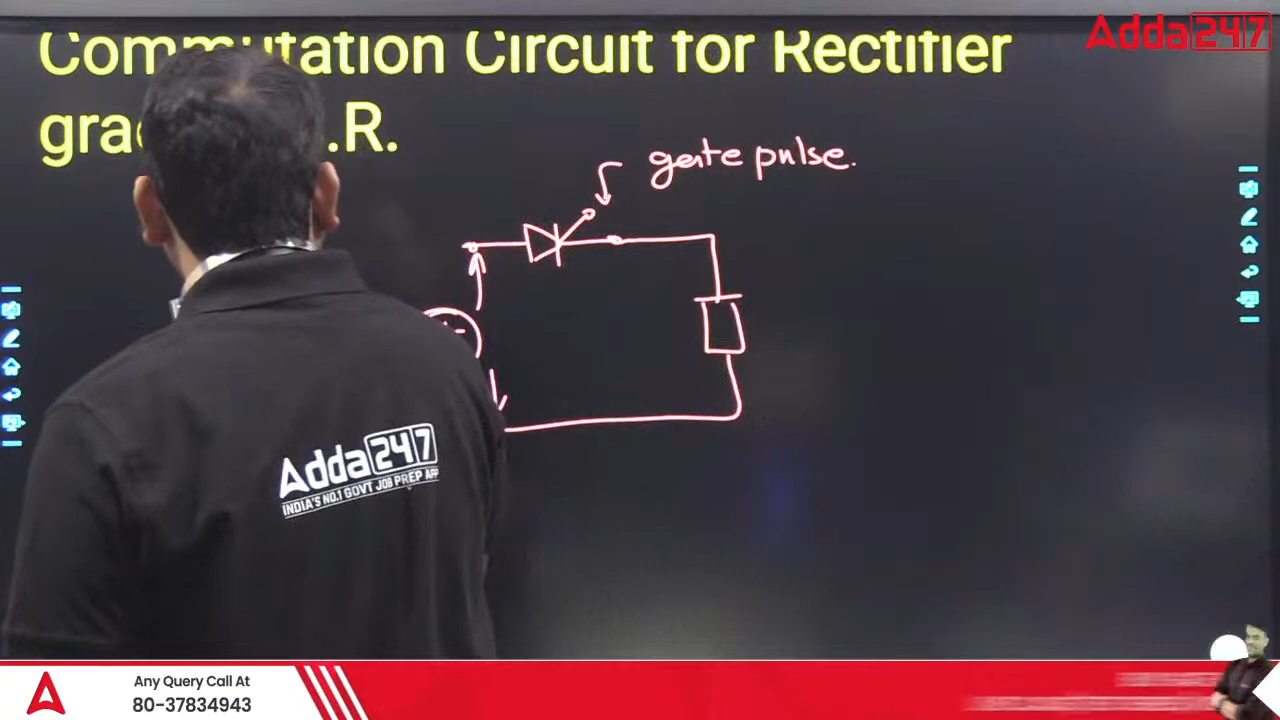 Commutation Circuit for Rectifier
.R.
gate pulse.
Adda247
Adda247
INDIA'S NO.1 GOVT JOB PREP APP
Any Query Call At
80-37834943